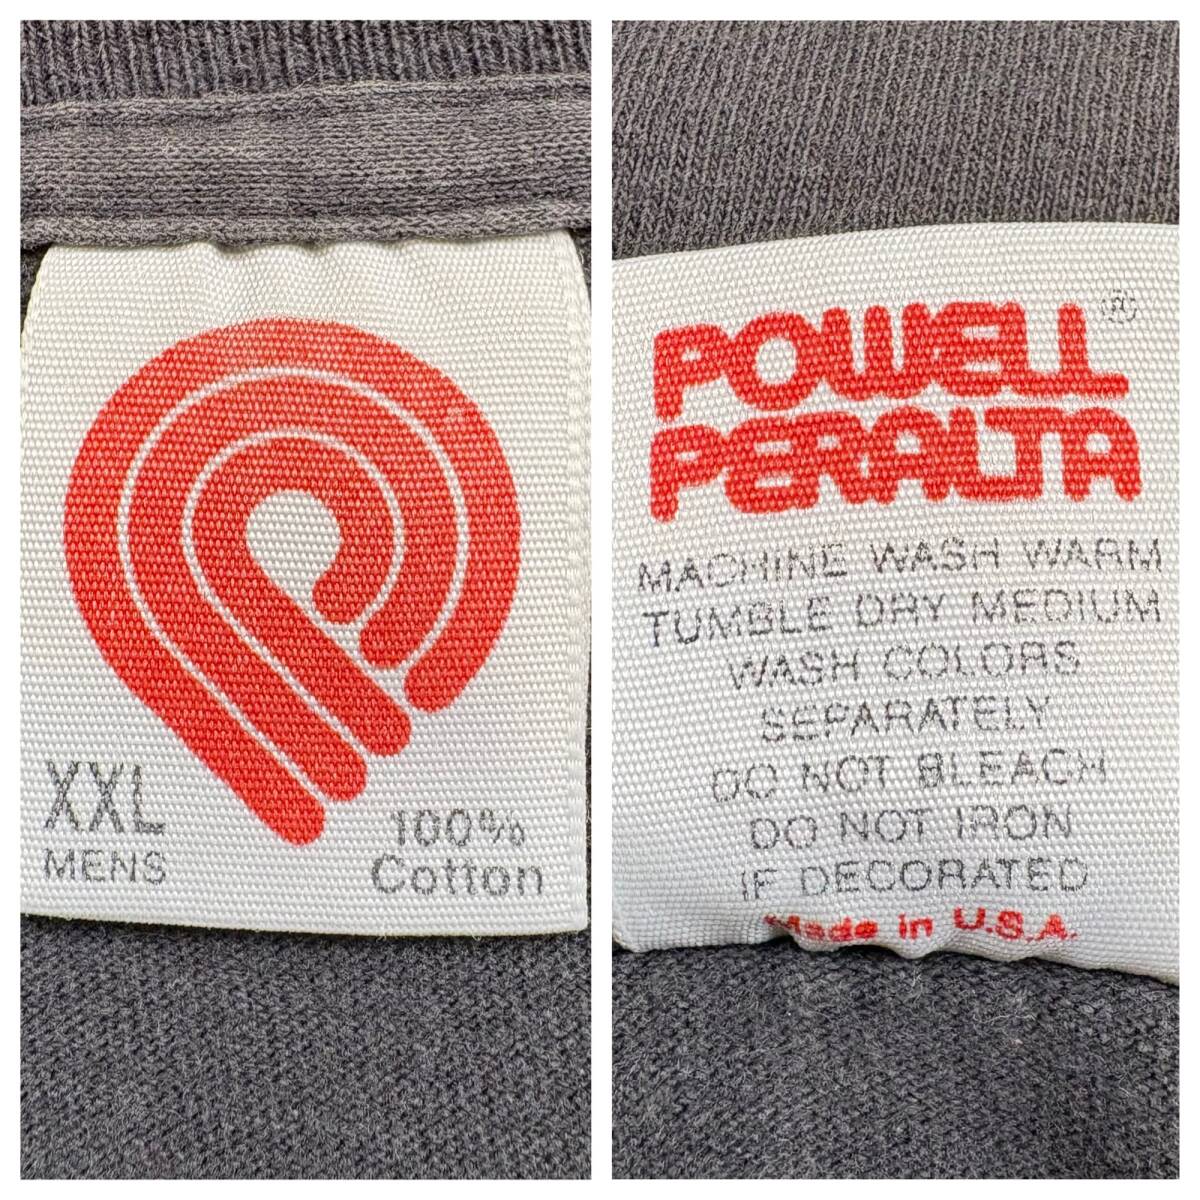 XXL
MENS
100%
Cotton
POWELL ®
PERALTA
MACHINE WASH WARM
TUMBLE DRY MEDIUM
WASH COLORS
SEPARATELY
DO NOT BLEACH
DO NOT IRON
IF DECORATED
Made in U.S.A.